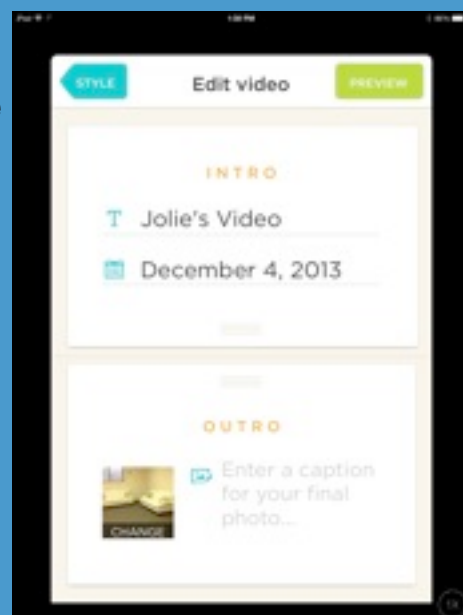 STYLE
Edit video
PREVIEW
INTRO
T Jolie's Video
December 4, 2013
OUTRO
Enter a caption
for your final
photo...
CHANGE